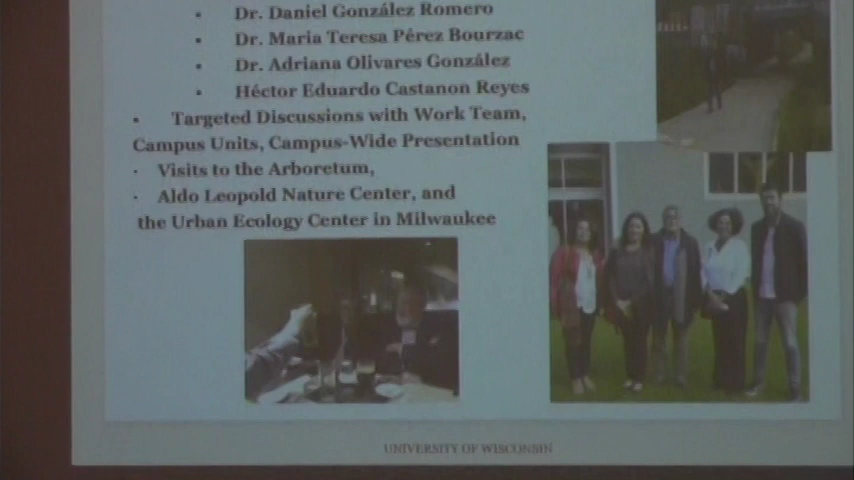 ▪ Dr. Daniel González Romero
▪ Dr. Maria Teresa Pérez Bourzac
• Dr. Adriana Olivares González
• Héctor Eduardo Castanon Reyes
• Targeted Discussions with Work Team,
Campus Units, Campus-Wide Presentation
· Visits to the Arboretum,
· Aldo Leopold Nature Center, and
the Urban Ecology Center in Milwaukee
UNIVERSITY OF WISCONSIN